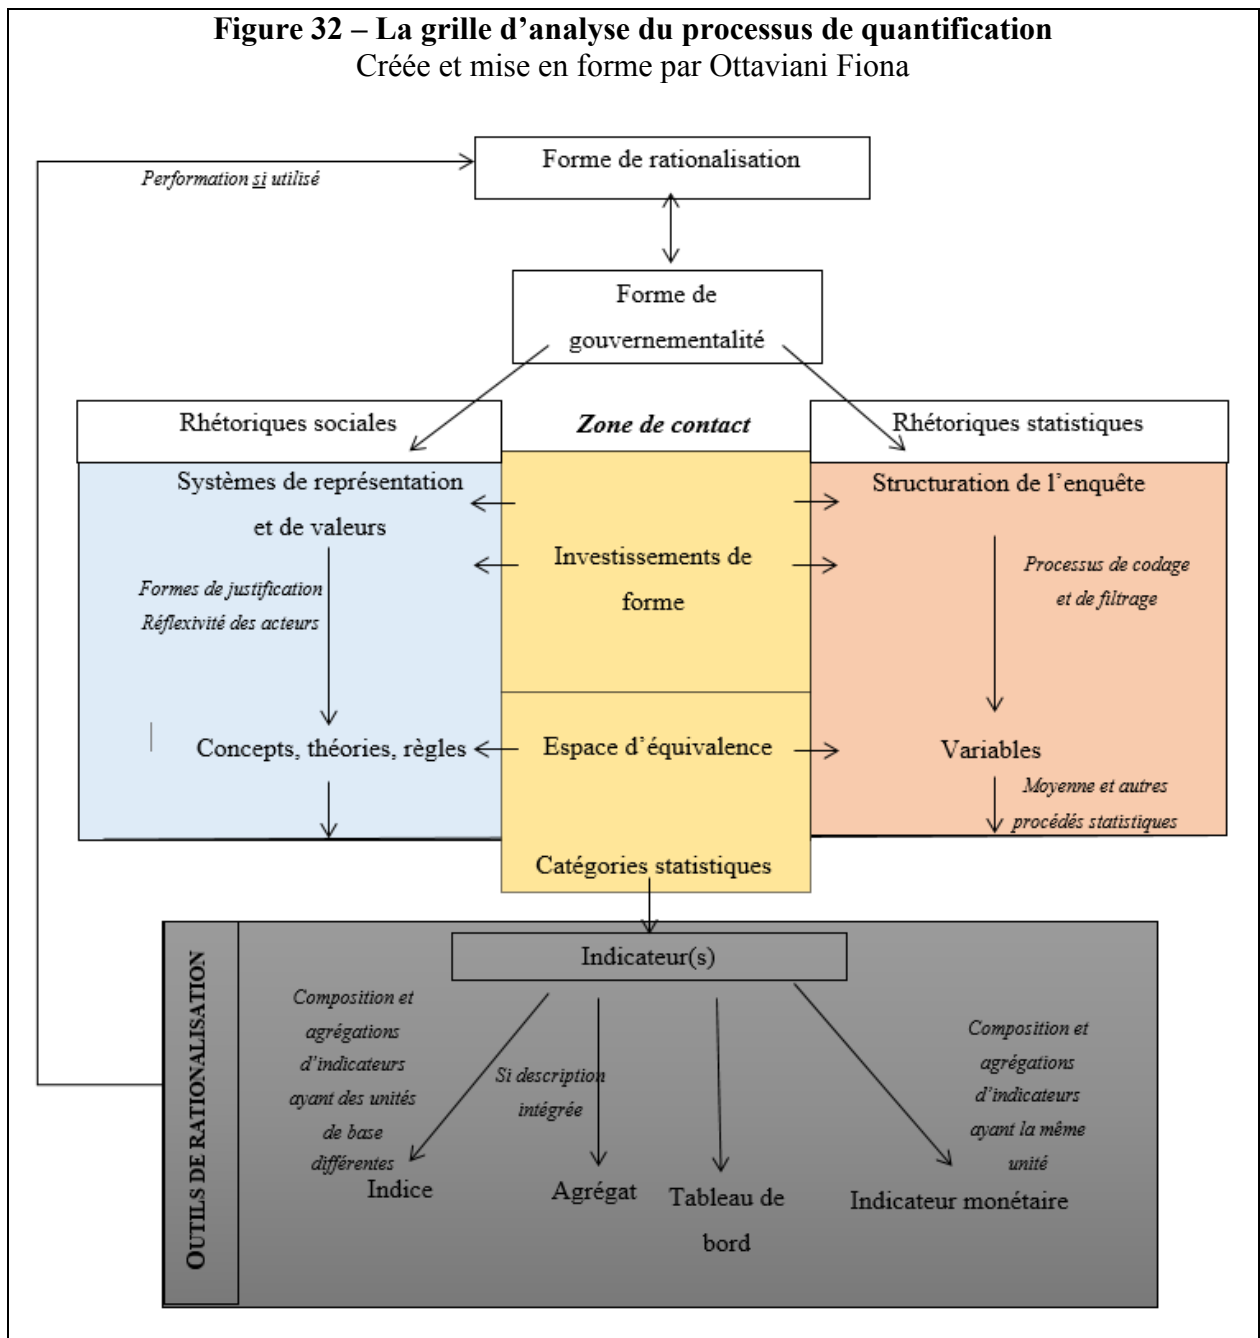 Figure 32 – La grille d’analyse du processus de quantification
Créée et mise en forme par Ottaviani Fiona
Forme de rationalisation
Performation si utilisé
Forme de
gouvernementalité
Rhétoriques sociales
Zone de contact
Rhétoriques statistiques
Systèmes de représentation
et de valeurs
Structuration de l’enquête
Investissements de
forme
Formes de justification
Réflexivité des acteurs
Processus de codage
et de filtrage
Concepts, théories, règles
Espace d’équivalence
Variables
Moyenne et autres
procédés statistiques
Catégories statistiques
OUTILS DE RATIONALISATION
Indicateur(s)
Composition et
agrégations
d’indicateurs
ayant des unités
de base
différentes
Si description
intégrée
Composition et
agrégations
d’indicateurs
ayant la même
unité
Indice
Agrégat
Tableau de
bord
Indicateur monétaire